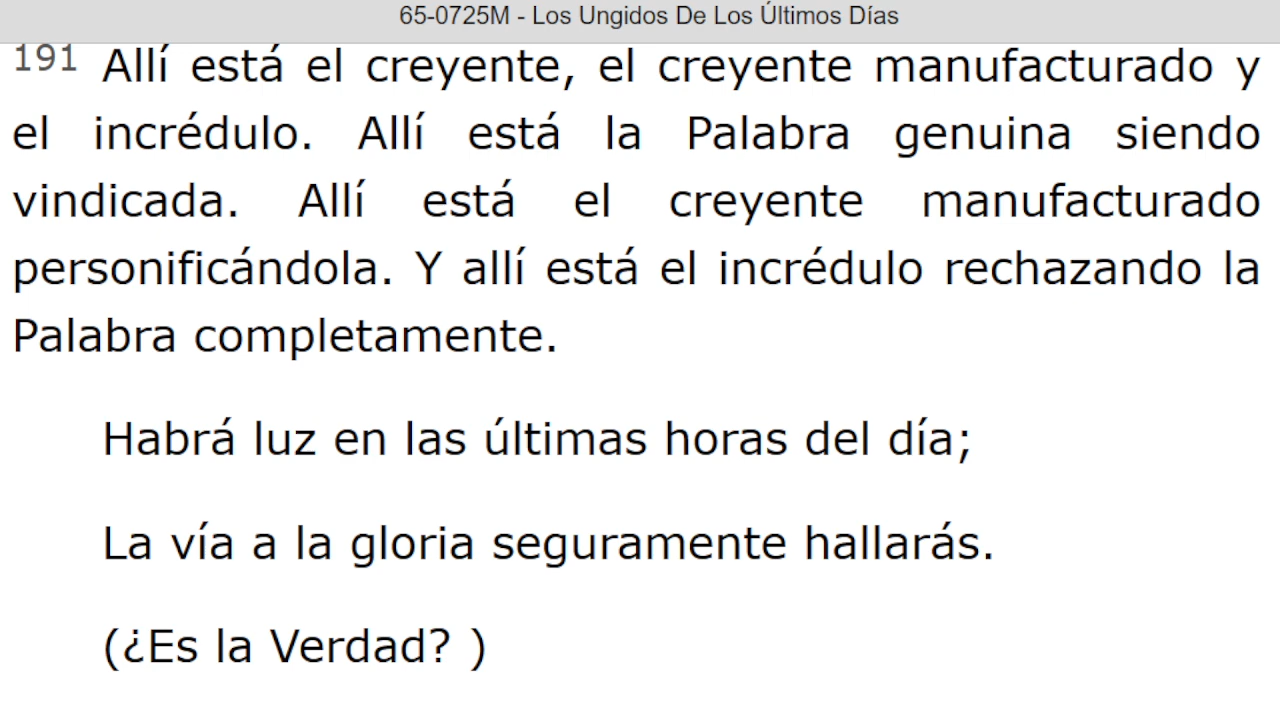 65-0725M - Los Ungidos De Los Últimos Días
191 Allí está el creyente, el creyente manufacturado y
el incrédulo. Allí está la Palabra genuina siendo
vindicada. Allí está el creyente manufacturado
personificándola. Y allí está el incrédulo rechazando la
Palabra completamente.
Habrá luz en las últimas horas del día;
La vía a la gloria seguramente hallarás.
(¿Es la Verdad? )